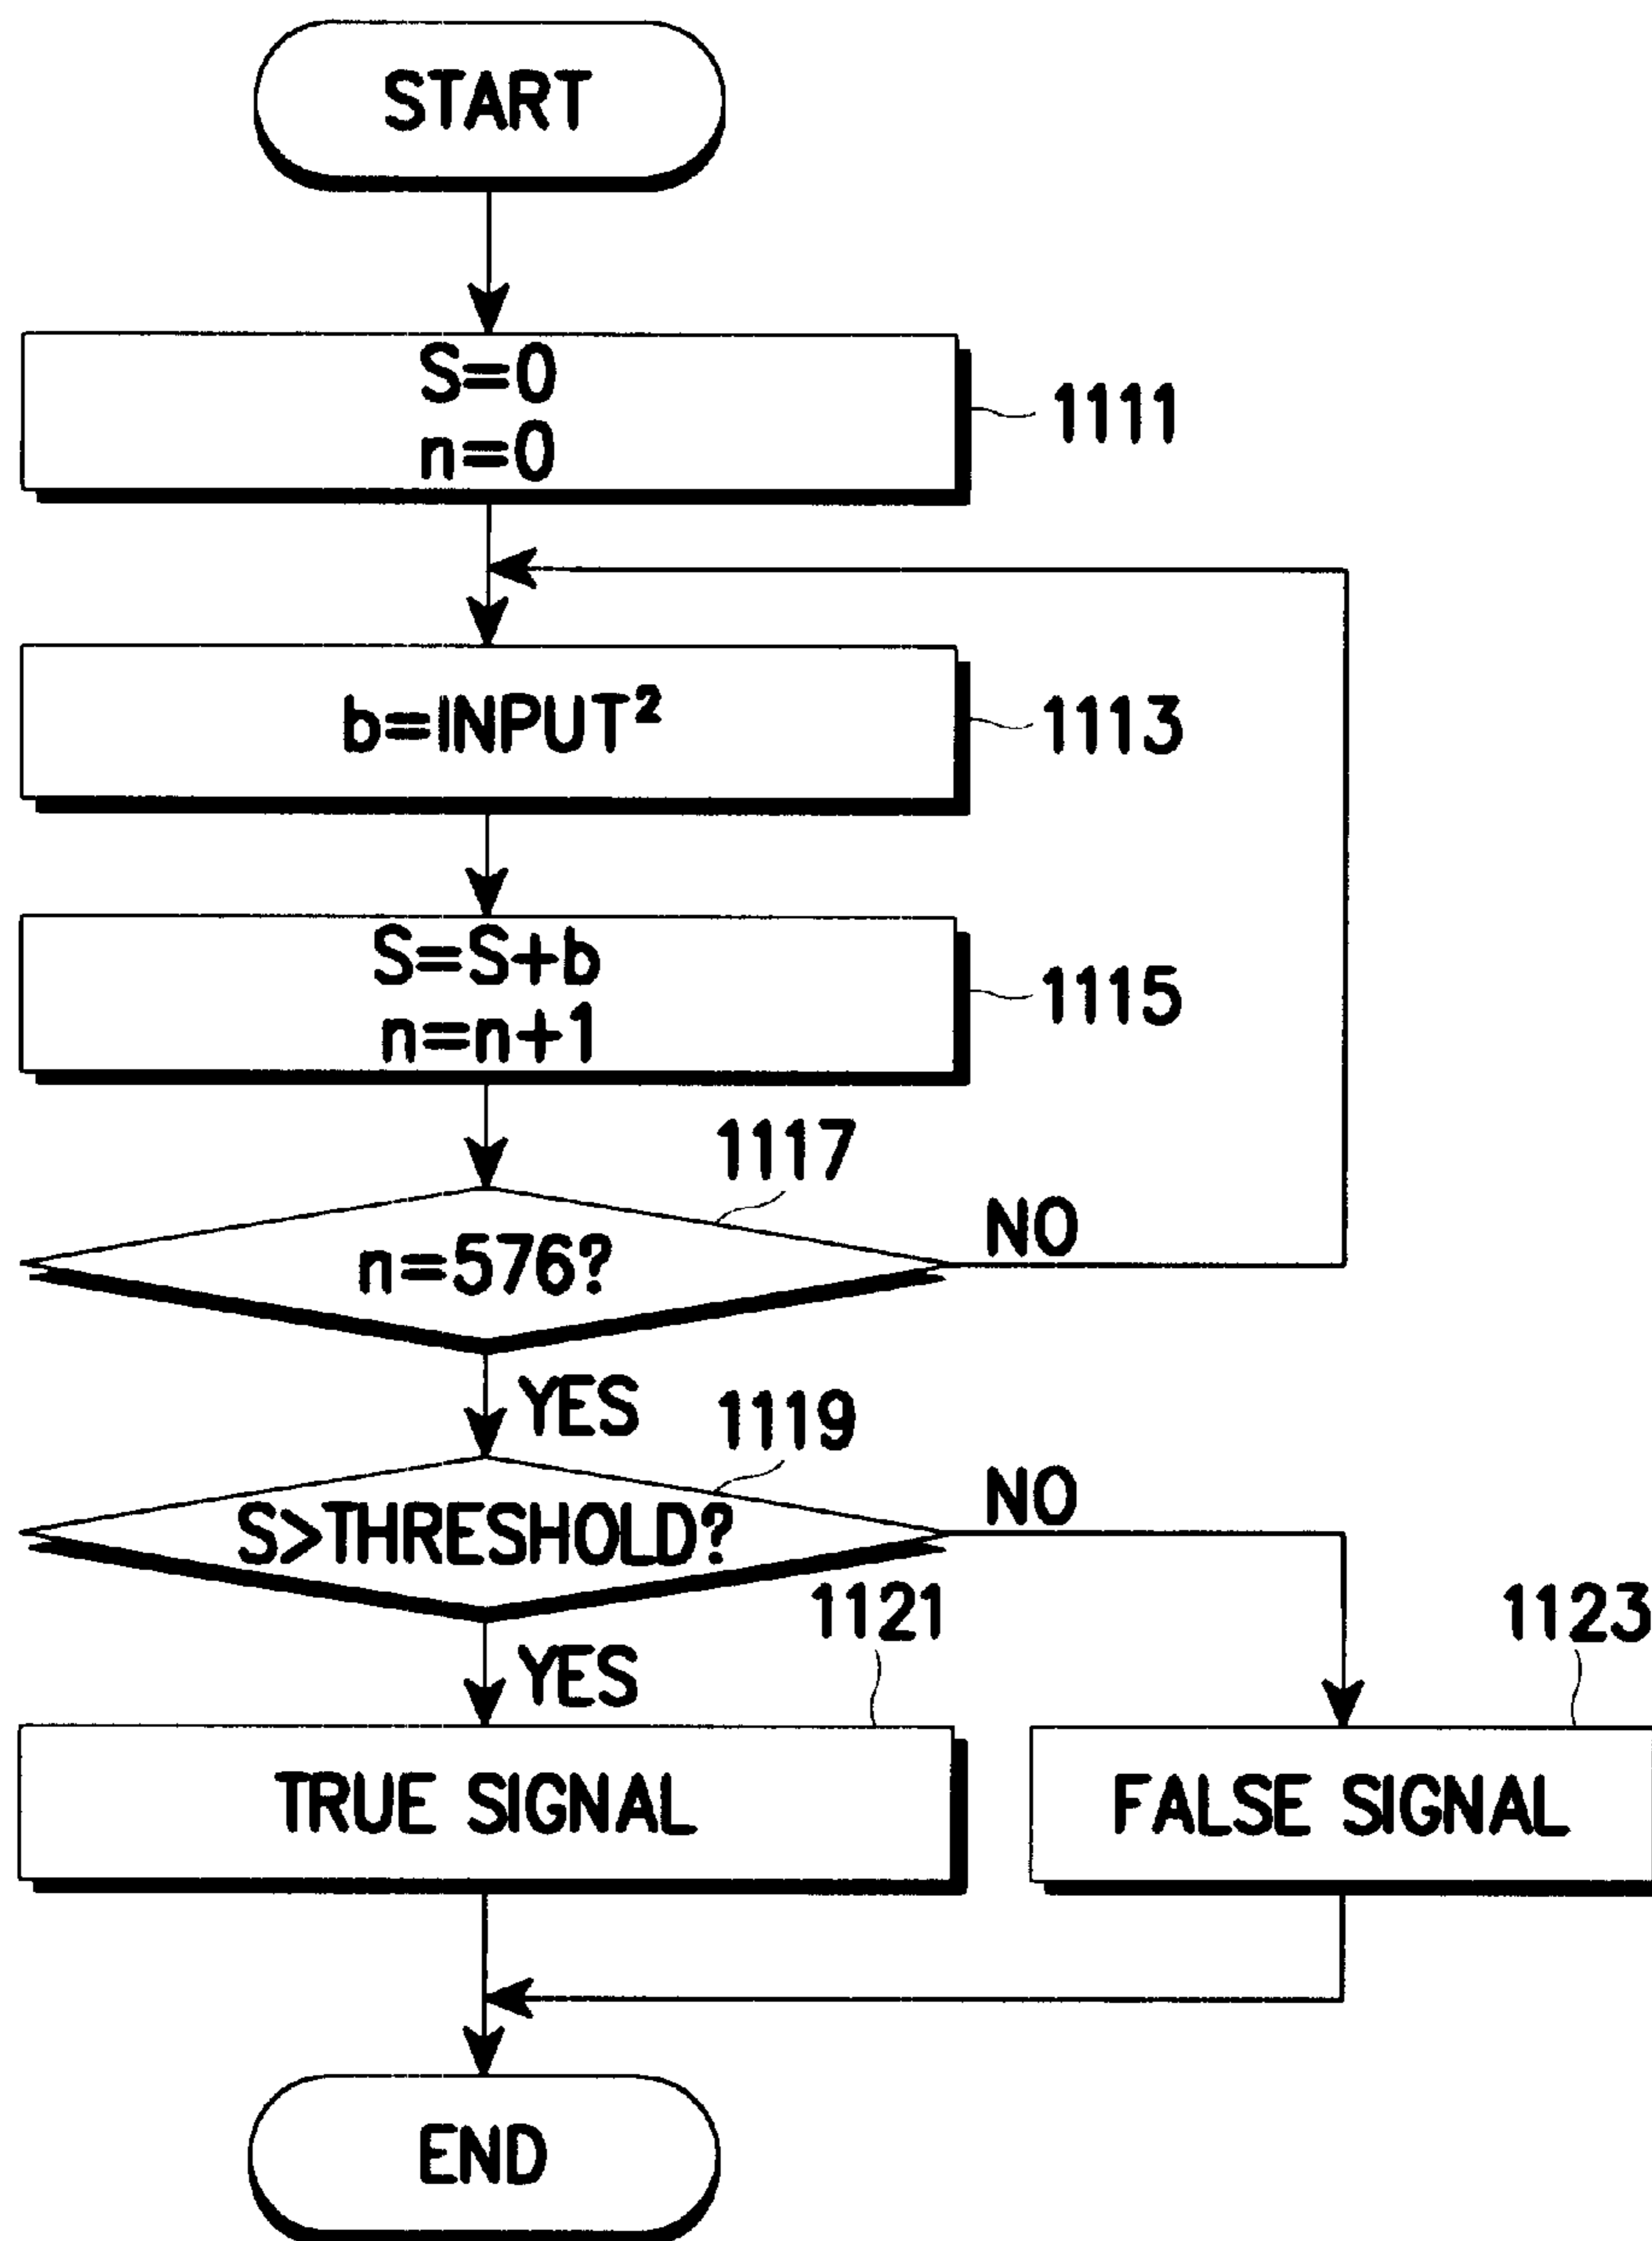 START
S=0
n=0
1111
b=INPUT²
1113
S=S+b
n=n+1
1115
1117
n=576?
NO
YES
1119
S>THRESHOLD?
NO
YES
1121
1123
TRUE SIGNAL
FALSE SIGNAL
END